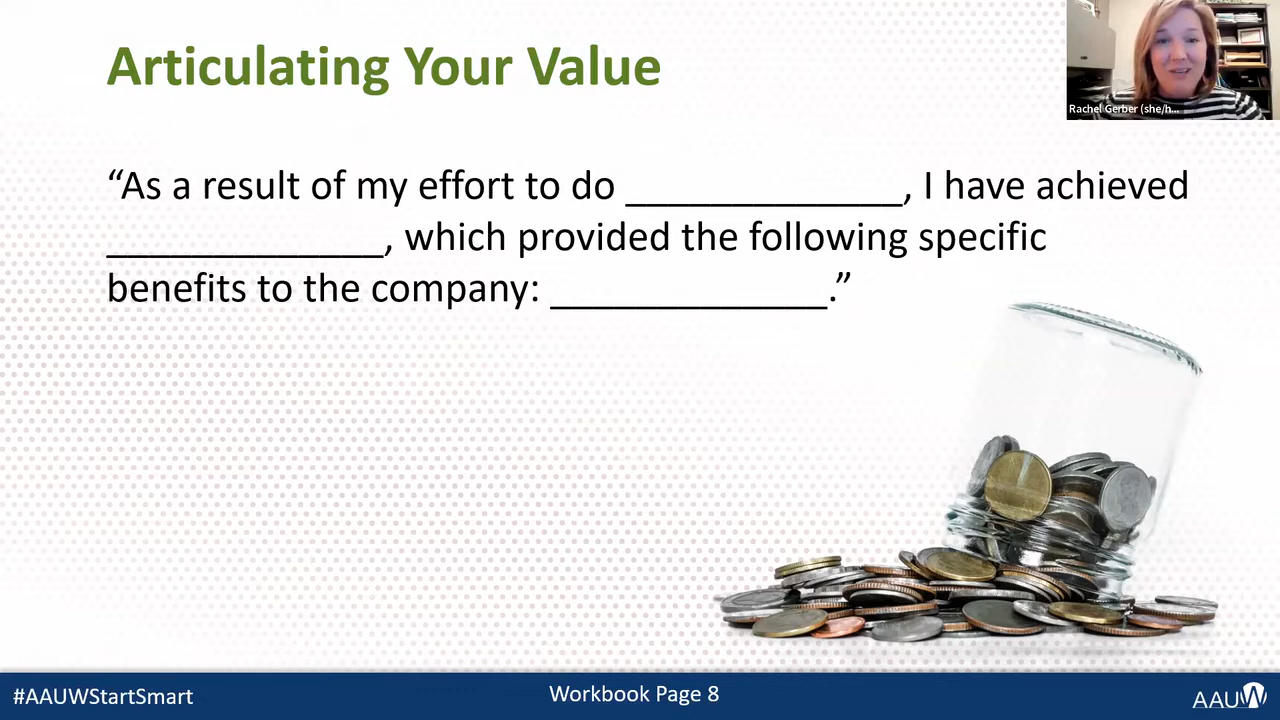 Articulating Your Value
Rachel Gerber (she/h...
“As a result of my effort to do _____________, I have achieved
_____________, which provided the following specific
benefits to the company: _____________.”
#AAUWStartSmart
Workbook Page 8
AAUW